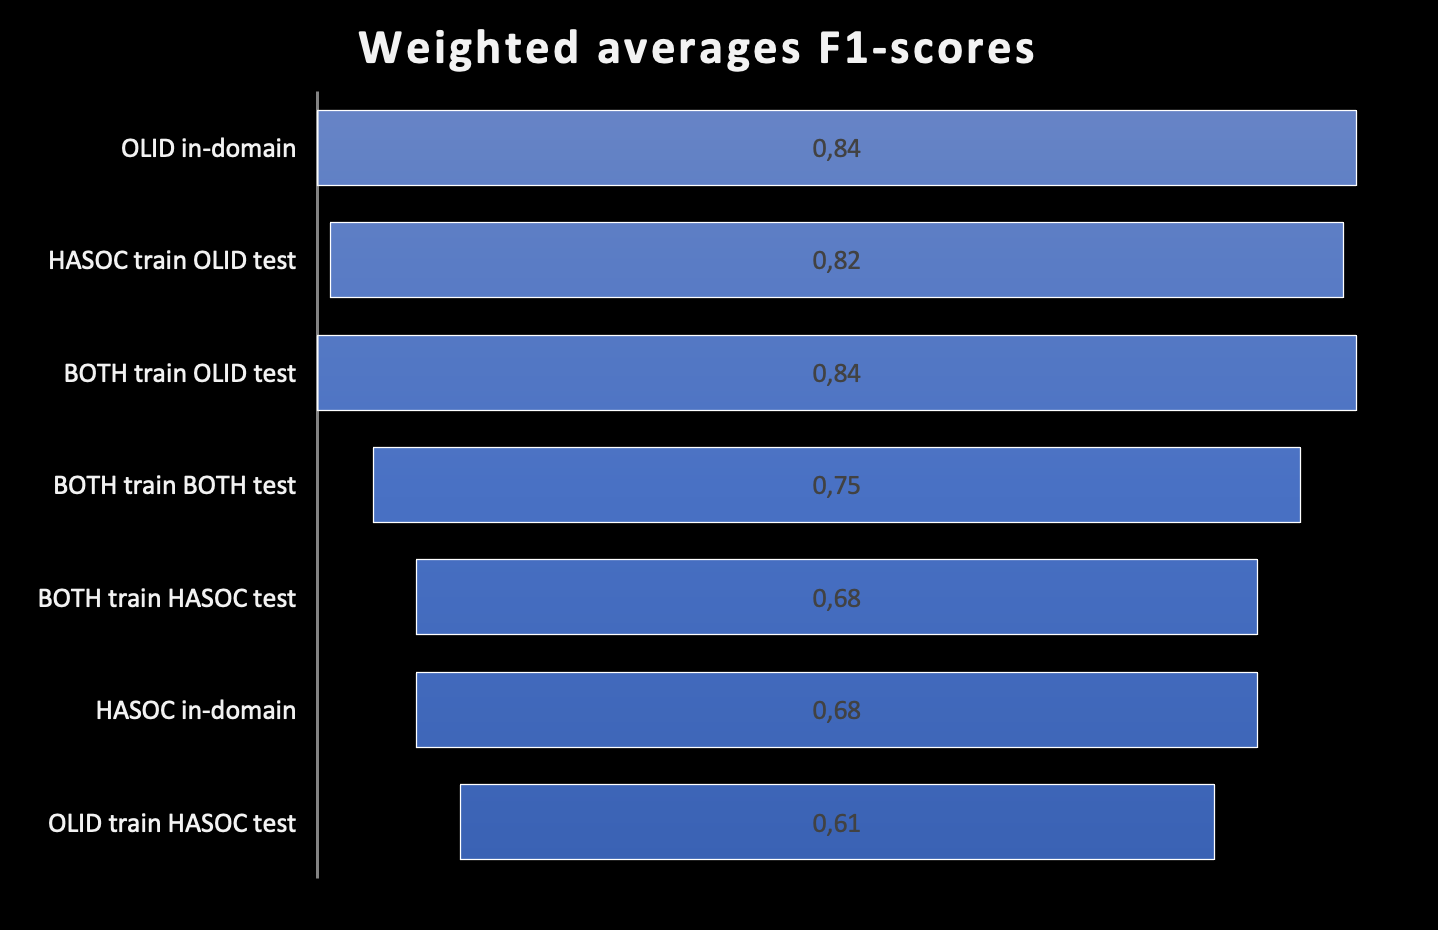 Weighted averages F1-scores
OLID in-domain 0,84
HASOC train OLID test 0,82
BOTH train OLID test 0,84
BOTH train BOTH test 0,75
BOTH train HASOC test 0,68
HASOC in-domain 0,68
OLID train HASOC test 0,61